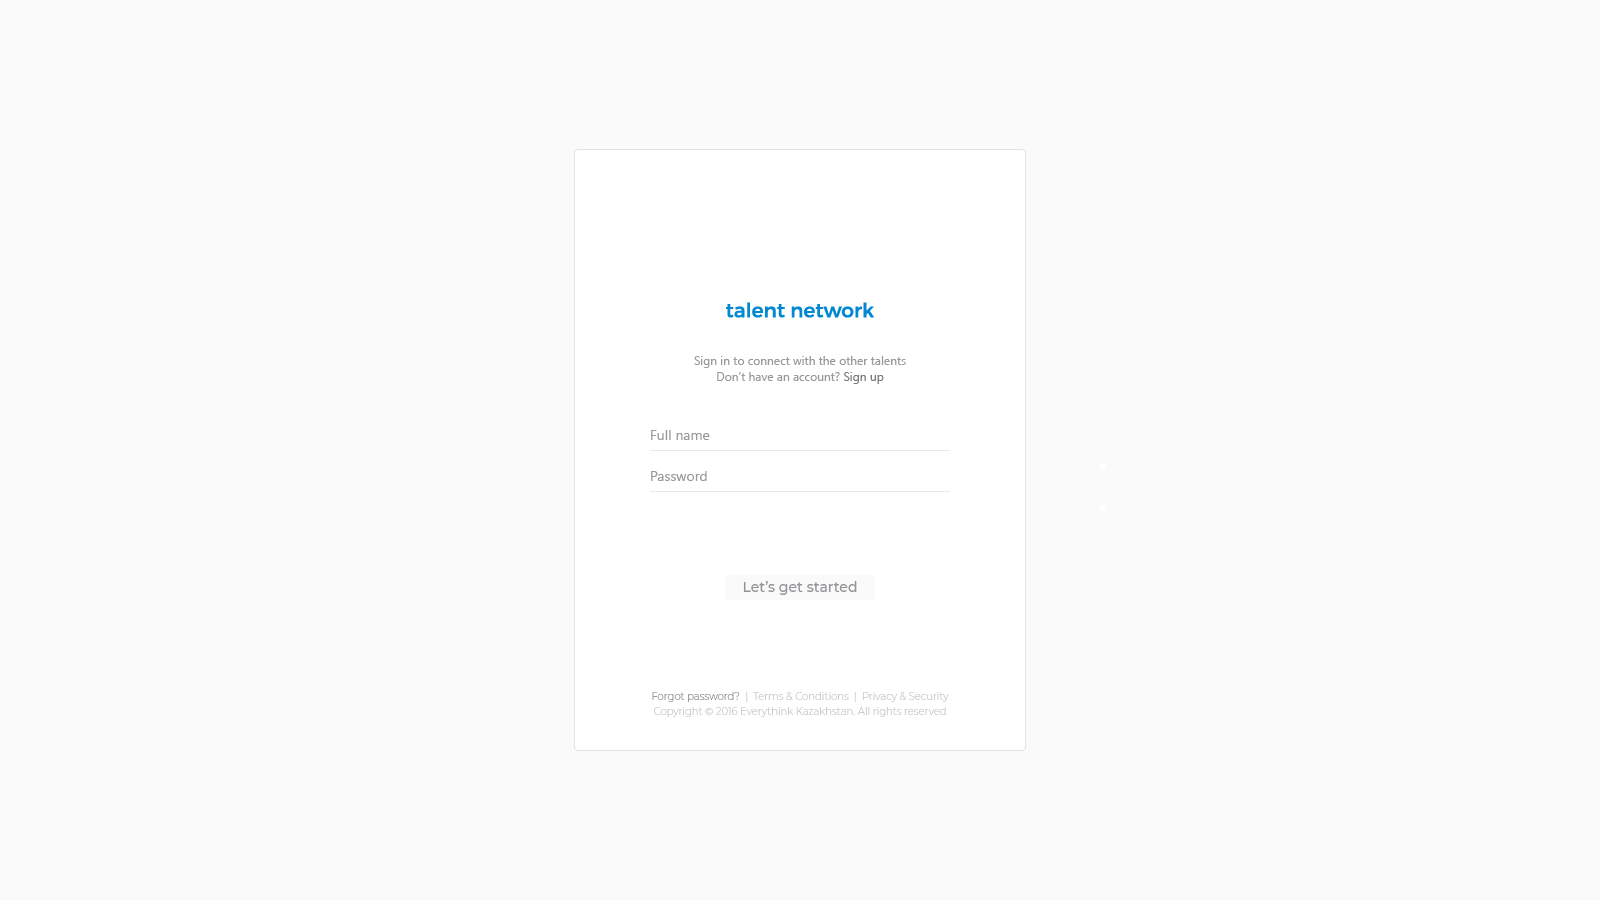 talent network
Sign in to connect with the other talents
Don't have an account? Sign up
Full name
Password
Let's get started
Forgot password? | Terms & Conditions | Privacy & Security
Copyright © 2016 Everythink Kazakhstan. All rights reserved